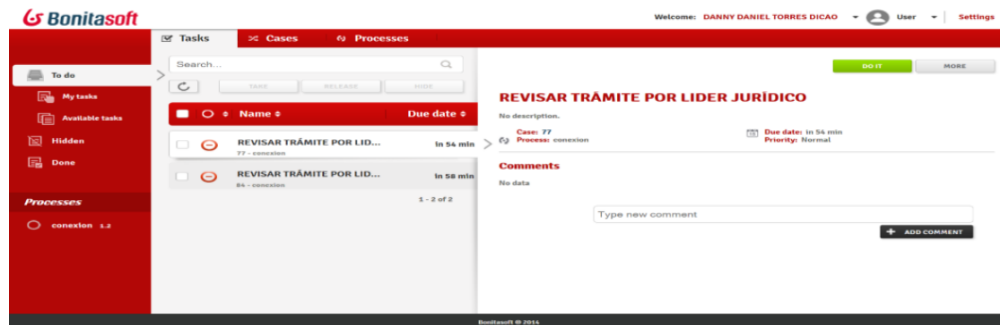 Bonitasoft
Welcome: DANNY DANIEL TORRES DICAO User Settings
Tasks Cases Processes
To do
My tasks
Available tasks
Hidden
Done
Processes
conexion 1.2
Search...
TAKE RELEASE HIDE
Name Due date
REVISAR TRÁMITE POR LID... In 54 min
77 - conexion
REVISAR TRÁMITE POR LID... In 58 min
84 - conexion
1 - 2 of 2
DO IT MORE
REVISAR TRÁMITE POR LIDER JURÍDICO
No description.
Case: 77 Due date: in 54 min
Process: conexion Priority: Normal
Comments
No data
Type new comment
+ ADD COMMENT
Bonitasoft © 2014